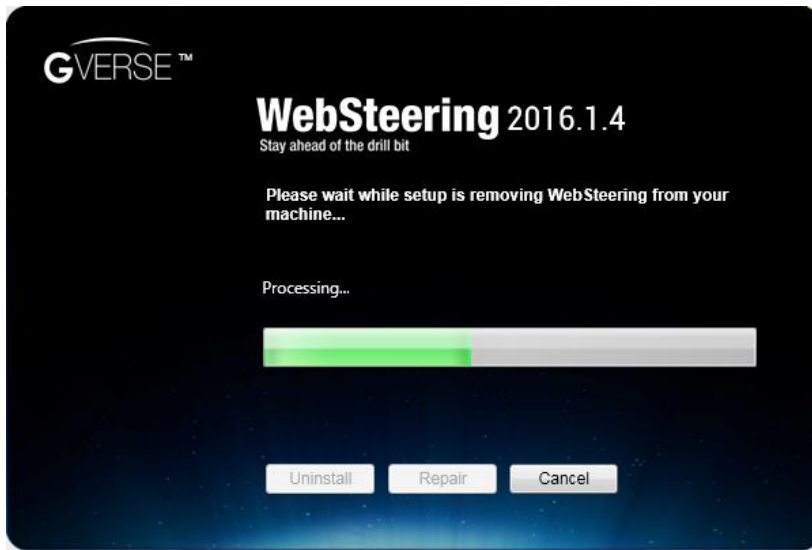 GVERSE™
WebSteering 2016.1.4
Stay ahead of the drill bit
Please wait while setup is removing WebSteering from your
machine...
Processing...
Uninstall Repair Cancel